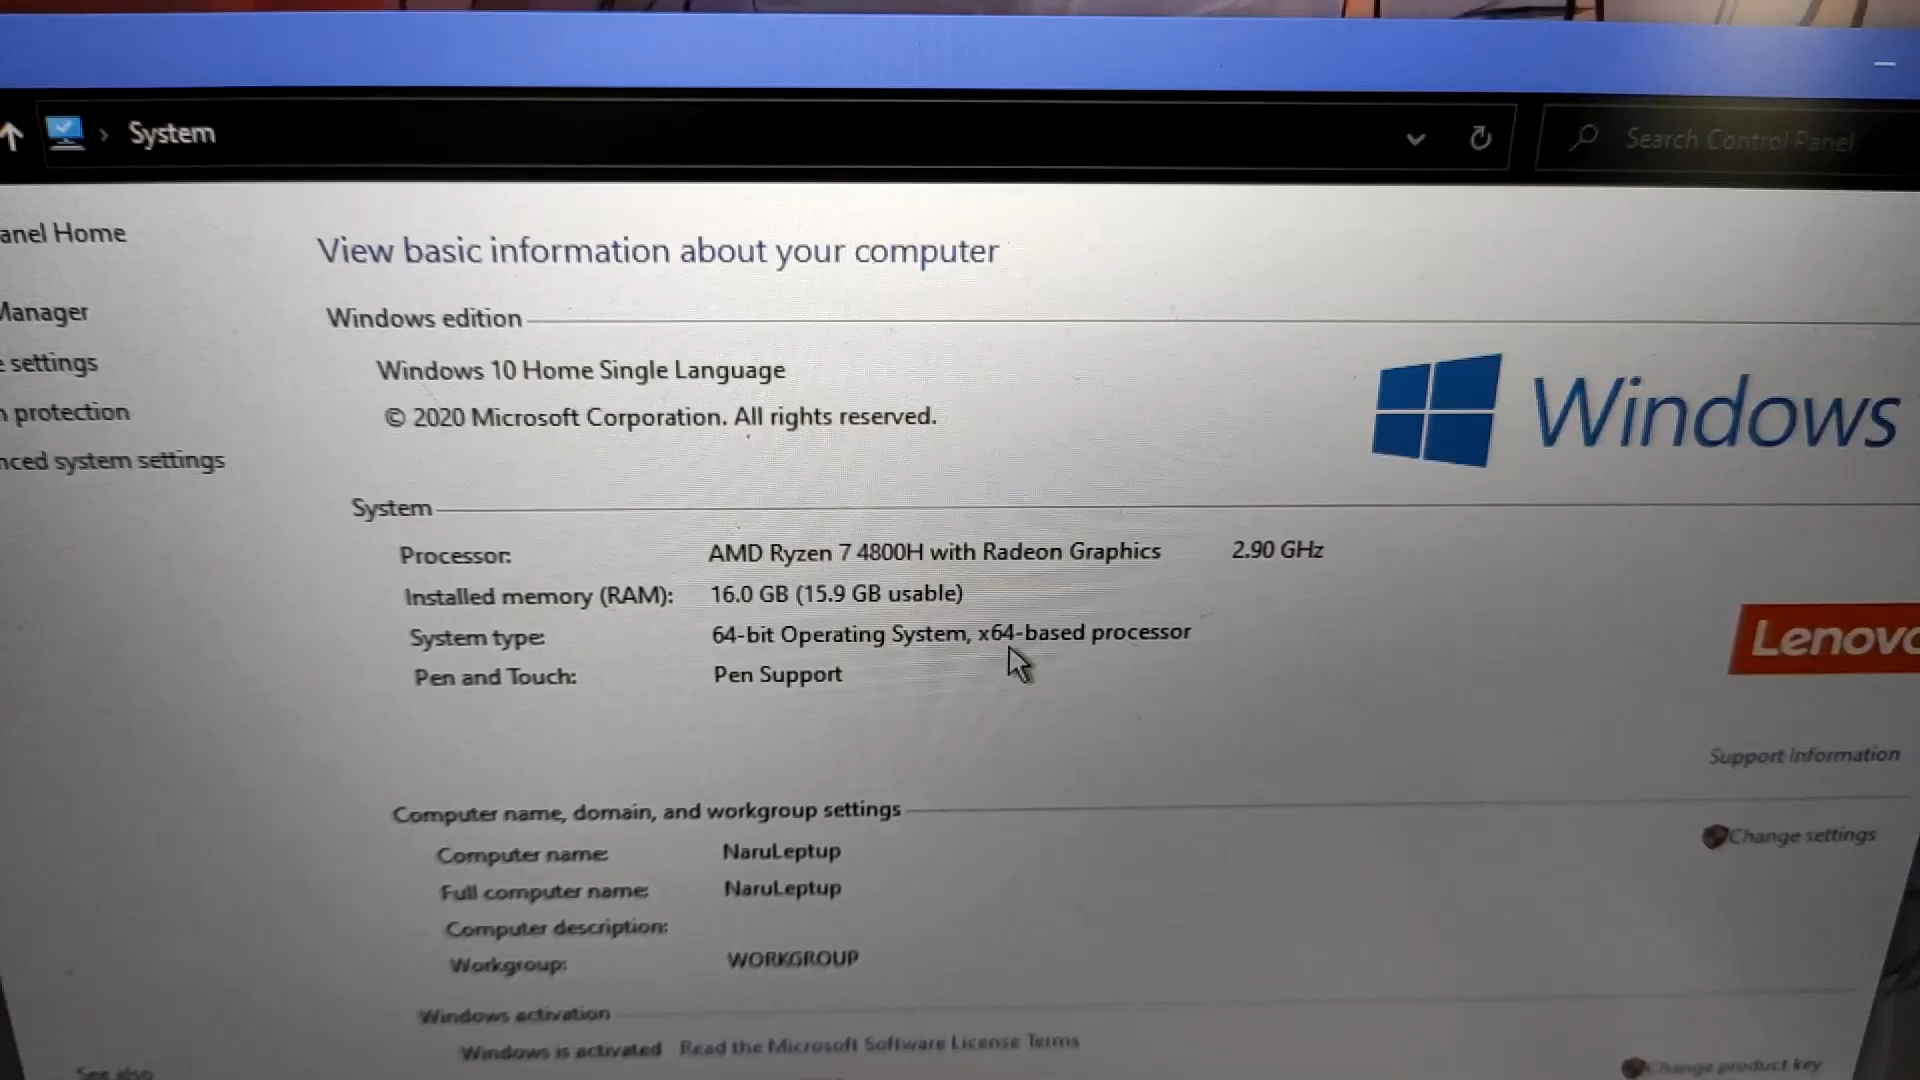 System
Search Control Panel
anel Home
Manager
e settings
n protection
nced system settings
View basic information about your computer
Windows edition
Windows 10 Home Single Language
© 2020 Microsoft Corporation. All rights reserved.
Windows
System
Processor: AMD Ryzen 7 4800H with Radeon Graphics 2.90 GHz
Installed memory (RAM): 16.0 GB (15.9 GB usable)
System type: 64-bit Operating System, x64-based processor
Pen and Touch: Pen Support
Lenovo
Support Information
Computer name, domain, and workgroup settings
Computer name: NaruLeptup
Full computer name: NaruLeptup
Computer description:
Workgroup: WORKGROUP
Change settings
Windows activation
Windows is activated Read the Microsoft Software License Terms
See also
Change product key